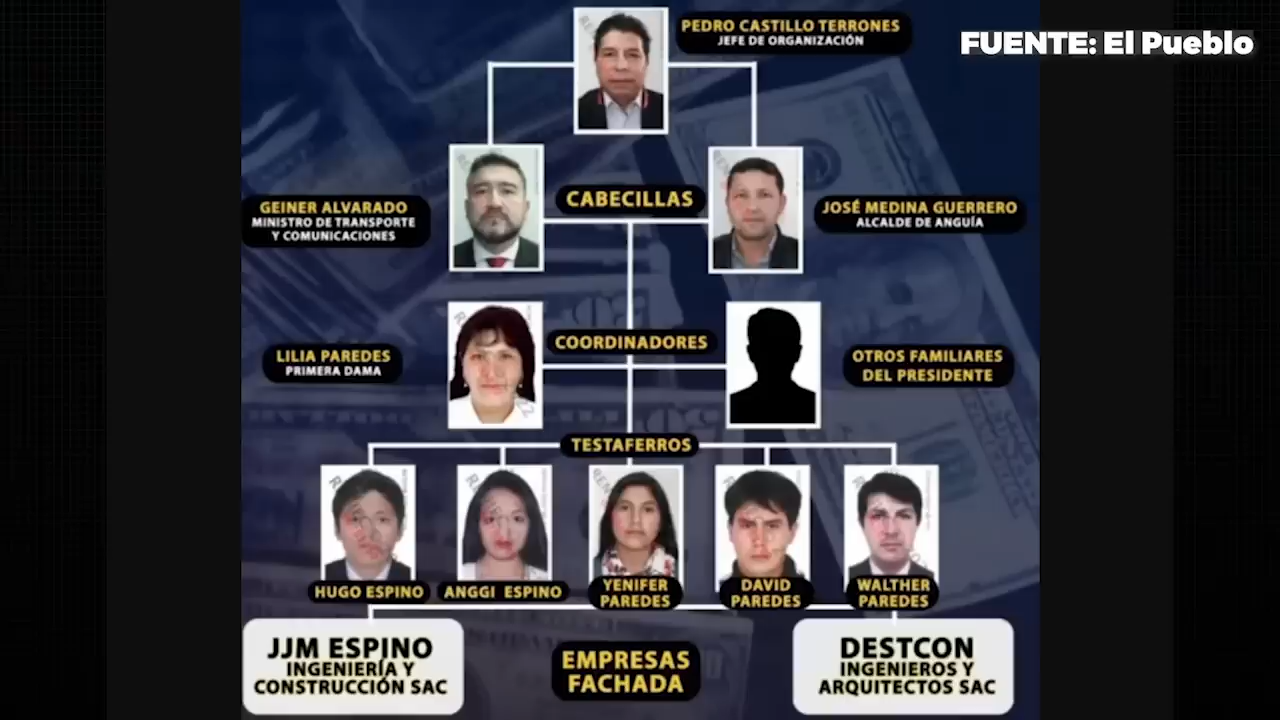 PEDRO CASTILLO TERRONES
JEFE DE ORGANIZACIÓN
FUENTE: El Pueblo
GEINER ALVARADO
MINISTRO DE TRANSPORTE
Y COMUNICACIONES
CABECILLAS
JOSÉ MEDINA GUERRERO
ALCALDE DE ANGUÍA
LILIA PAREDES
PRIMERA DAMA
COORDINADORES
OTROS FAMILIARES
DEL PRESIDENTE
TESTAFERROS
HUGO ESPINO
ANGGI ESPINO
YENIFER
PAREDES
DAVID
PAREDES
WALTHER
PAREDES
JJM ESPINO
INGENIERÍA Y
CONSTRUCCIÓN SAC
EMPRESAS
FACHADA
DESTCON
INGENIEROS Y
ARQUITECTOS SAC